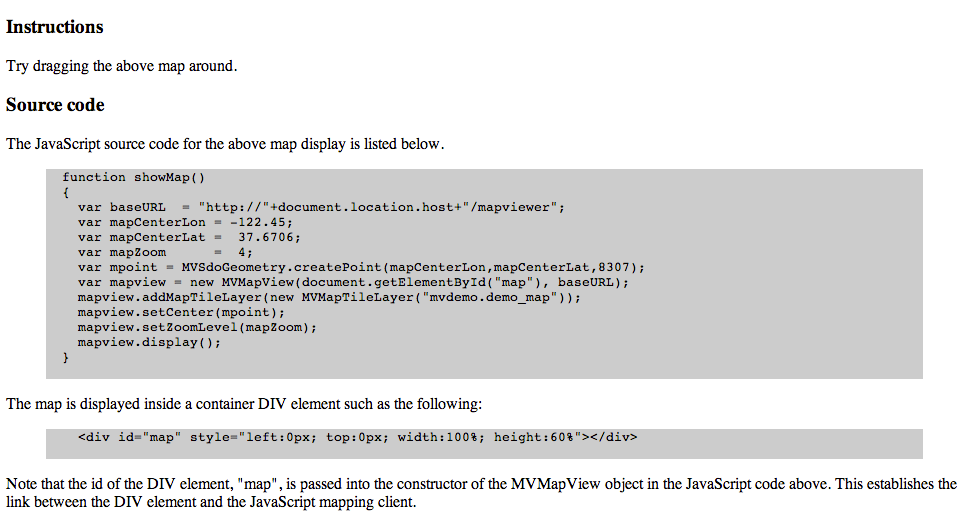 Instructions
Try dragging the above map around.
Source code
The JavaScript source code for the above map display is listed below.
function showMap()
{
  var baseURL  = "http://"+document.location.host+"/mapviewer";
  var mapCenterLon = -122.45;
  var mapCenterLat =  37.6706;
  var mapZoom      =  4;
  var mpoint = MVSdoGeometry.createPoint(mapCenterLon,mapCenterLat,8307);
  var mapview = new MVMapView(document.getElementById("map"), baseURL);
  mapview.addMapTileLayer(new MVMapTileLayer("mvdemo.demo_map"));
  mapview.setCenter(mpoint);
  mapview.setZoomLevel(mapZoom);
  mapview.display();
}
The map is displayed inside a container DIV element such as the following:
<div id="map" style="left:0px; top:0px; width:100%; height:60%"></div>
Note that the id of the DIV element, "map", is passed into the constructor of the MVMapView object in the JavaScript code above. This establishes the
link between the DIV element and the JavaScript mapping client.